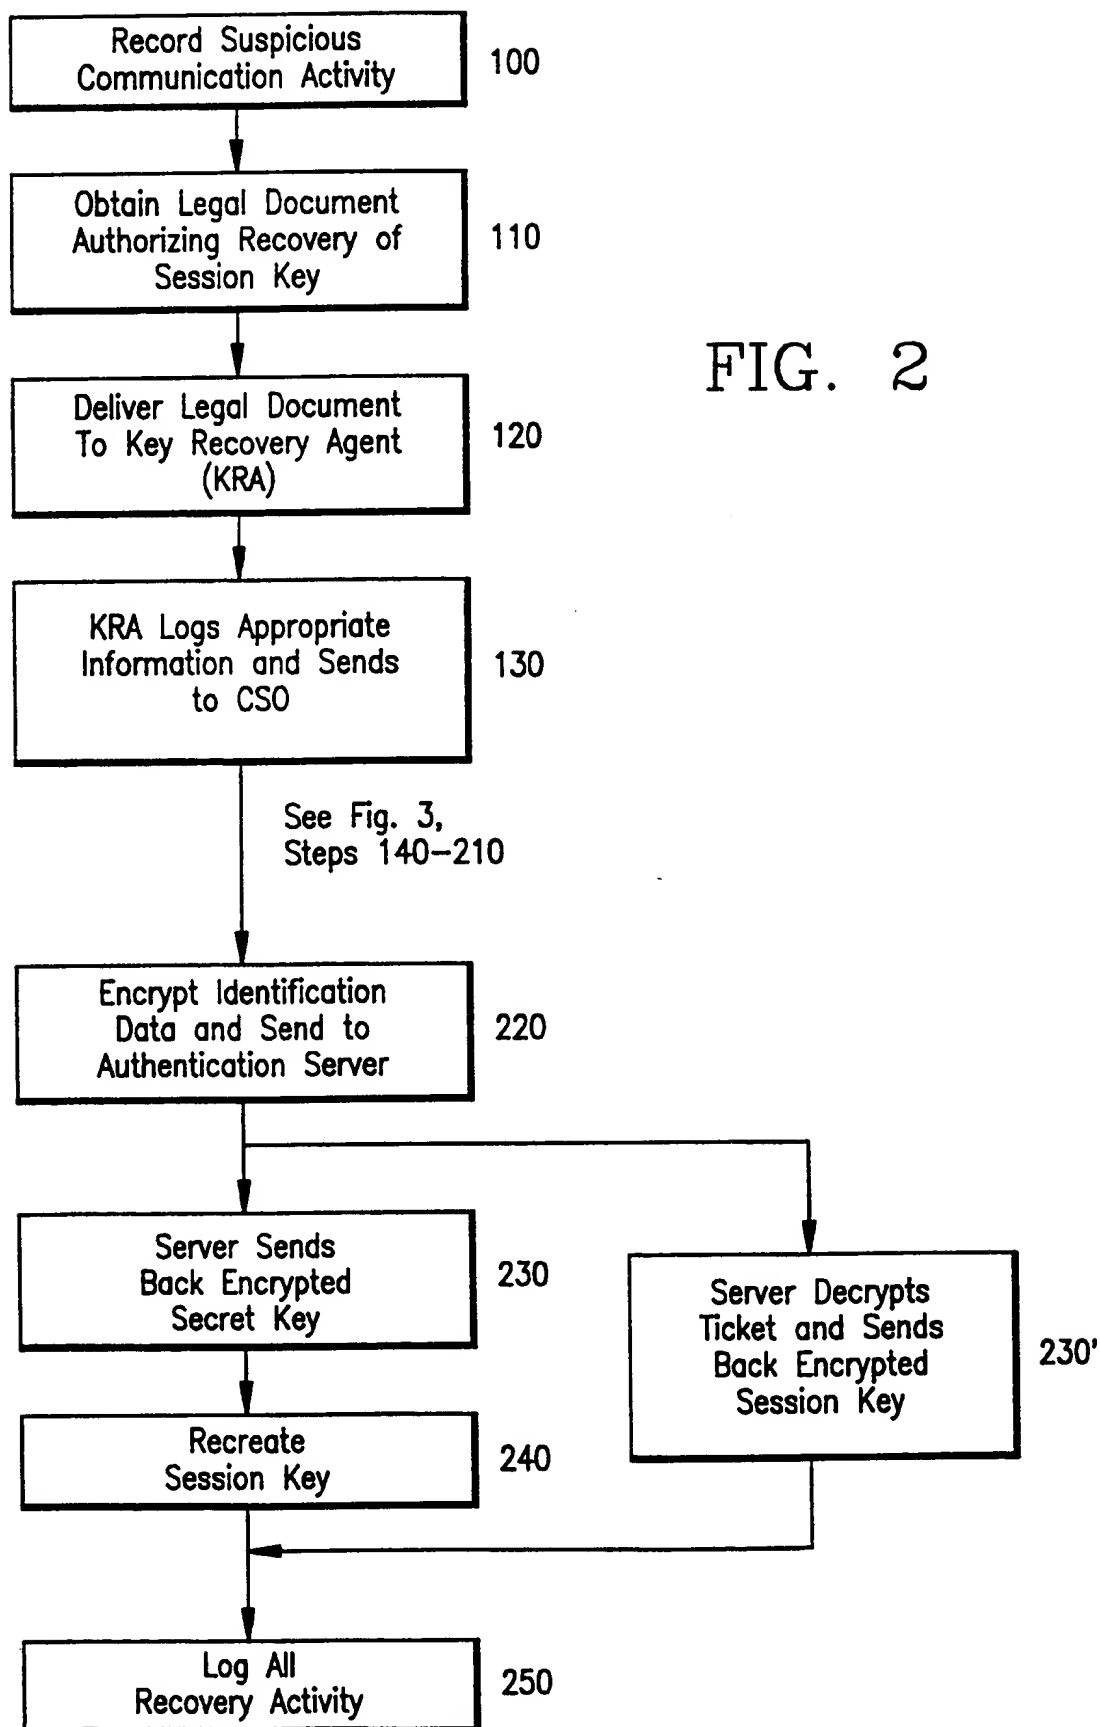 Record Suspicious
Communication Activity
100
Obtain Legal Document
Authorizing Recovery of
Session Key
110
FIG. 2
Deliver Legal Document
To Key Recovery Agent
(KRA)
120
KRA Logs Appropriate
Information and Sends
to CSO
130
See Fig. 3,
Steps 140-210
Encrypt Identification
Data and Send to
Authentication Server
220
Server Sends
Back Encrypted
Secret Key
230
Server Decrypts
Ticket and Sends
Back Encrypted
Session Key
230'
Recreate
Session Key
240
Log All
Recovery Activity
250